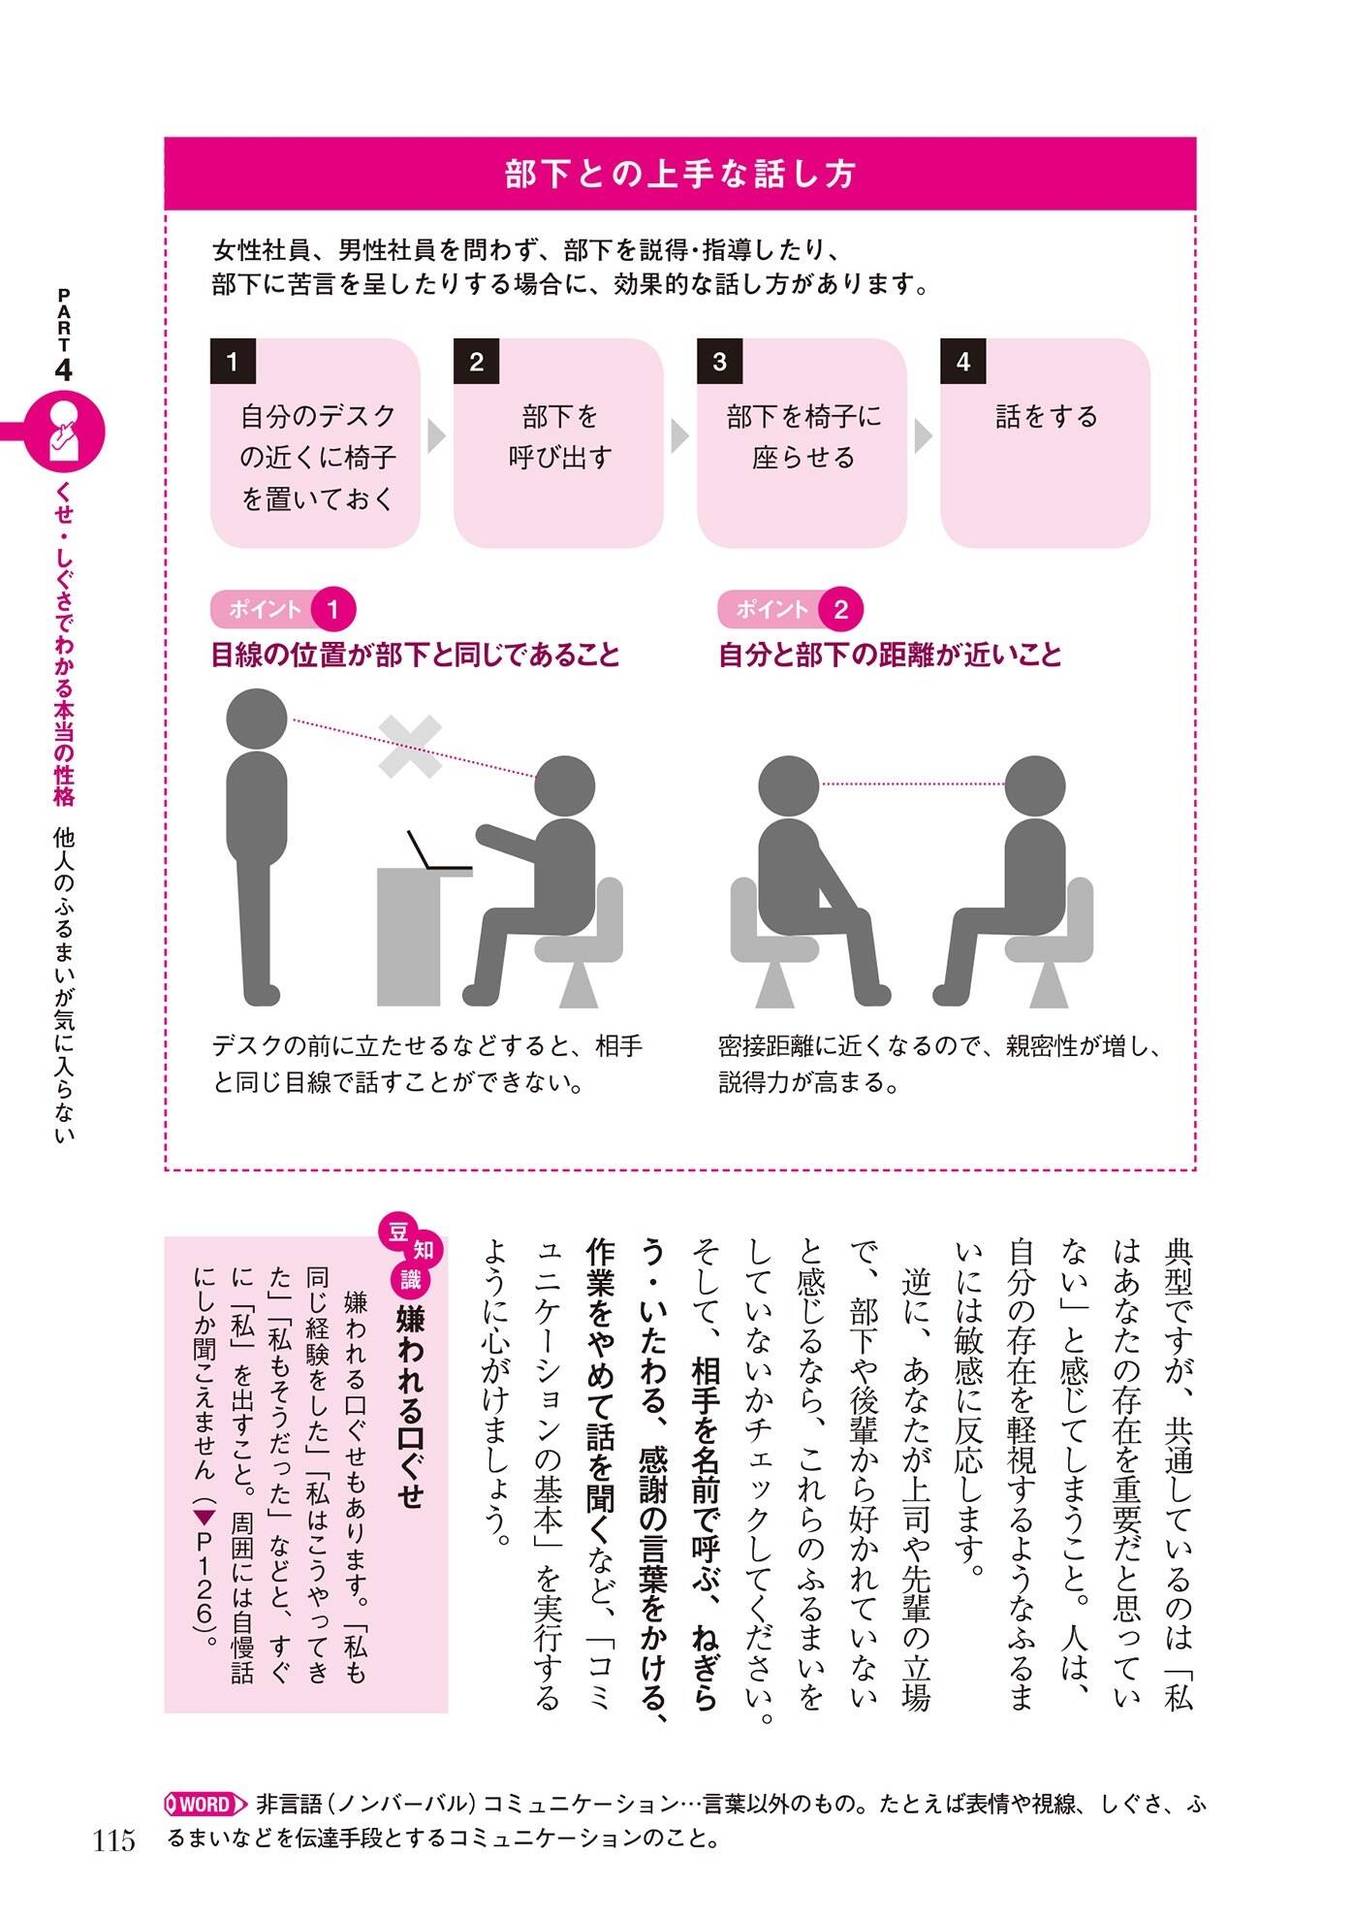 部下との上手な話し方
女性社員、男性社員を問わず、部下を説得・指導したり、
部下に苦言を呈したりする場合に、効果的な話し方があります。
1
自分のデスク
の近くに椅子
を置いておく
2
部下を
呼び出す
3
部下を椅子に
座らせる
4
話をする
ポイント 1
目線の位置が部下と同じであること
デスクの前に立たせるなどすると、相手
と同じ目線で話すことができない。
ポイント 2
自分と部下の距離が近いこと
密接距離に近くなるので、親密性が増し、
説得力が高まる。
PART4
くせ・しぐさでわかる本当の性格 他人のふるまいが気に入らない
典型ですが、共通しているのは「私
はあなたの存在を重要だと思ってい
ない」と感じてしまうこと。人は、
自分の存在を軽視するようなふるま
いには敏感に反応します。
逆に、あなたが上司や先輩の立場
で、部下や後輩から好かれていない
と感じるなら、これらのふるまいを
していないかチェックしてください。
そして、相手を名前で呼ぶ、ねぎら
う・いたわる、感謝の言葉をかける、
作業をやめて話を聞くなど、「コミ
ュニケーションの基本」を実行する
ように心がけましょう。
豆知識 嫌われる口ぐせ
嫌われる口ぐせもあります。「私も
同じ経験をした」「私はこうやってき
た」「私もそうだった」などと、すぐ
に「私」を出すこと。周囲には自慢話
にしか聞こえません（▼P126）。
WORD 非言語（ノンバーバル）コミュニケーション…言葉以外のもの。たとえば表情や視線、しぐさ、ふ
るまいなどを伝達手段とするコミュニケーションのこと。
115